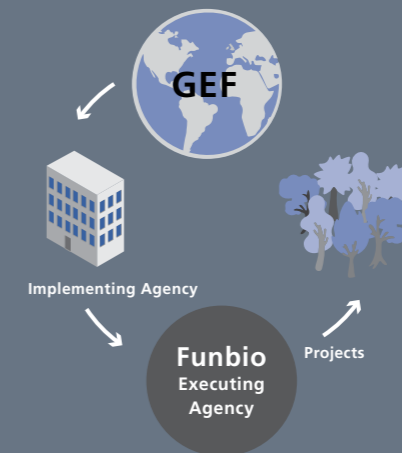 GEF
Implementing Agency
Funbio
Executing
Agency
Projects